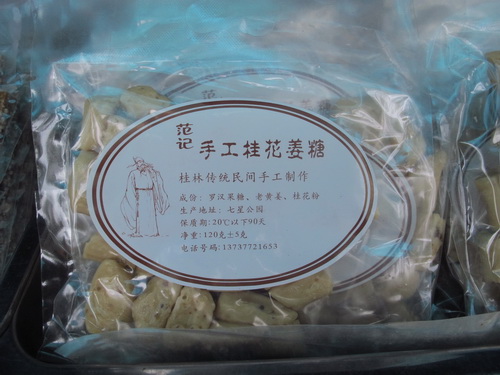 范记
手工桂花姜糖
桂林传统民间手工制作
成份: 罗汉果糖、老黄姜、桂花粉
生产地址: 七星公园
保质期: 20℃以下90天
净重: 120克±5克
电话号码: 13737721653